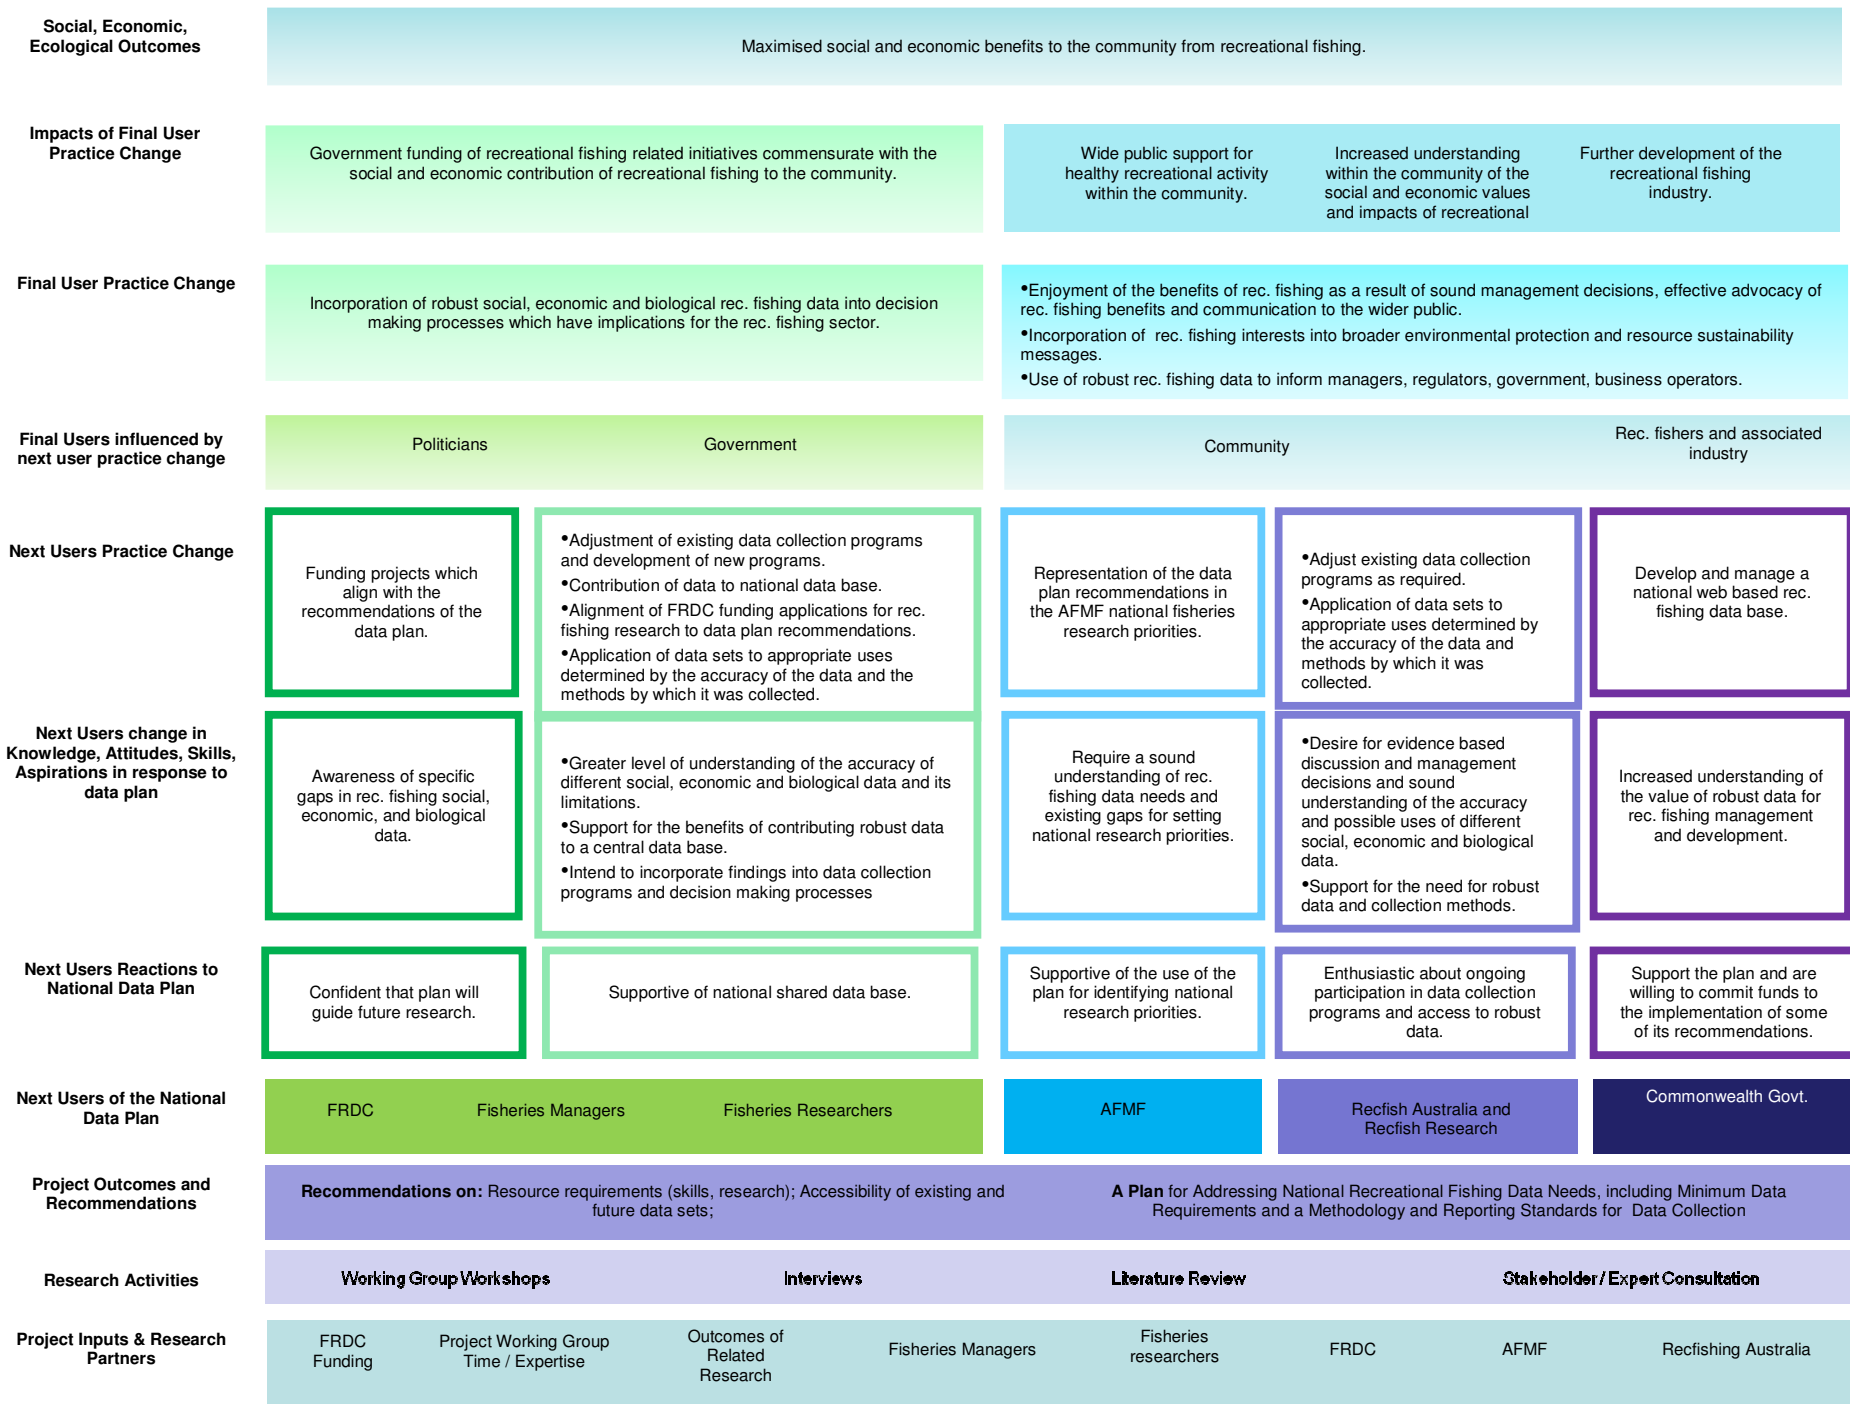 Social, Economic,
Ecological Outcomes
Maximised social and economic benefits to the community from recreational fishing.
Impacts of Final User
Practice Change
Government funding of recreational fishing related initiatives commensurate with the
social and economic contribution of recreational fishing to the community.
Wide public support for
healthy recreational activity
within the community.
Increased understanding
within the community of the
social and economic values
and impacts of recreational
Further development of the
recreational fishing
industry.
Final User Practice Change
Incorporation of robust social, economic and biological rec. fishing data into decision
making processes which have implications for the rec. fishing sector.
•Enjoyment of the benefits of rec. fishing as a result of sound management decisions, effective advocacy of
rec. fishing benefits and communication to the wider public.
•Incorporation of rec. fishing interests into broader environmental protection and resource sustainability
messages.
•Use of robust rec. fishing data to inform managers, regulators, government, business operators.
Final Users influenced by
next user practice change
Politicians
Government
Community
Rec. fishers and associated
industry
Next Users Practice Change
Funding projects which
align with the
recommendations of the
data plan.
•Adjustment of existing data collection programs
and development of new programs.
•Contribution of data to national data base.
•Alignment of FRDC funding applications for rec.
fishing research to data plan recommendations.
•Application of data sets to appropriate uses
determined by the accuracy of the data and the
methods by which it was collected.
Representation of the data
plan recommendations in
the AFMF national fisheries
research priorities.
•Adjust existing data collection
programs as required.
•Application of data sets to
appropriate uses determined by
the accuracy of the data and
methods by which it was
collected.
Develop and manage a
national web based rec.
fishing data base.
Next Users change in
Knowledge, Attitudes, Skills,
Aspirations in response to
data plan
Awareness of specific
gaps in rec. fishing social,
economic, and biological
data.
•Greater level of understanding of the accuracy of
different social, economic and biological data and its
limitations.
•Support for the benefits of contributing robust data
to a central data base.
•Intend to incorporate findings into data collection
programs and decision making processes
Require a sound
understanding of rec.
fishing data needs and
existing gaps for setting
national research priorities.
•Desire for evidence based
discussion and management
decisions and sound
understanding of the accuracy
and possible uses of different
social, economic and biological
data.
•Support for the need for robust
data and collection methods.
Increased understanding of
the value of robust data for
rec. fishing management
and development.
Next Users Reactions to
National Data Plan
Confident that plan will
guide future research.
Supportive of national shared data base.
Supportive of the use of the
plan for identifying national
research priorities.
Enthusiastic about ongoing
participation in data collection
programs and access to robust
data.
Support the plan and are
willing to commit funds to
the implementation of some
of its recommendations.
Next Users of the National
Data Plan
FRDC
Fisheries Managers
Fisheries Researchers
AFMF
Recfish Australia and
Recfish Research
Commonwealth Govt.
Project Outcomes and
Recommendations
Recommendations on: Resource requirements (skills, research); Accessibility of existing and
future data sets;
A Plan for Addressing National Recreational Fishing Data Needs, including Minimum Data
Requirements and a Methodology and Reporting Standards for Data Collection
Research Activities
Working Group Workshops
Interviews
Literature Review
Stakeholder / Expert Consultation
Project Inputs & Research
Partners
FRDC
Funding
Project Working Group
Time / Expertise
Outcomes of
Related
Research
Fisheries Managers
Fisheries
researchers
FRDC
AFMF
Recfishing Australia